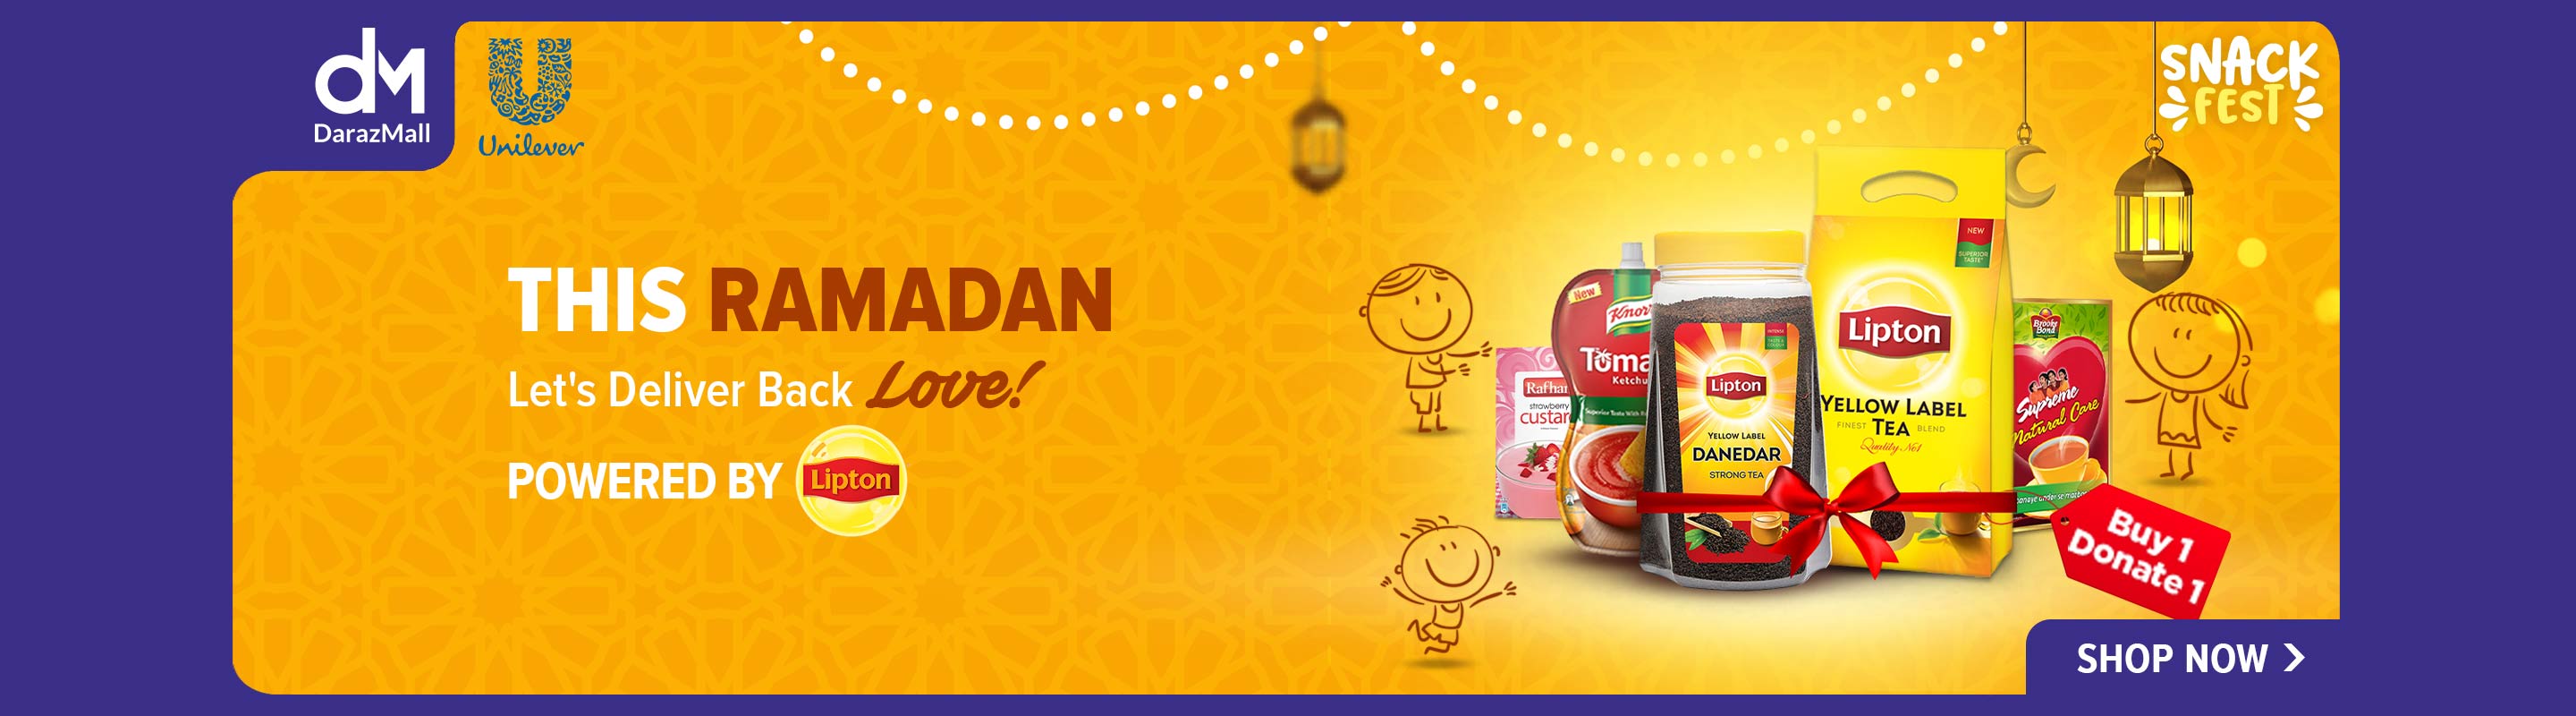 dM
DarazMall
Unilever
SNACK
FEST
THIS RAMADAN
Let's Deliver Back Love!
POWERED BY Lipton
Rafhan
strawberry
custar
New
Knorr
Toma
Ketchu
Lipton
YELLOW LABEL
DANEDAR
STRONG TEA
NEW
SUPERIOR
TASTE
Lipton
YELLOW LABEL
FINEST TEA BLEND
Quality No1
Brooke
Bond
Supreme
Natural Care
Buy 1
Donate 1
SHOP NOW